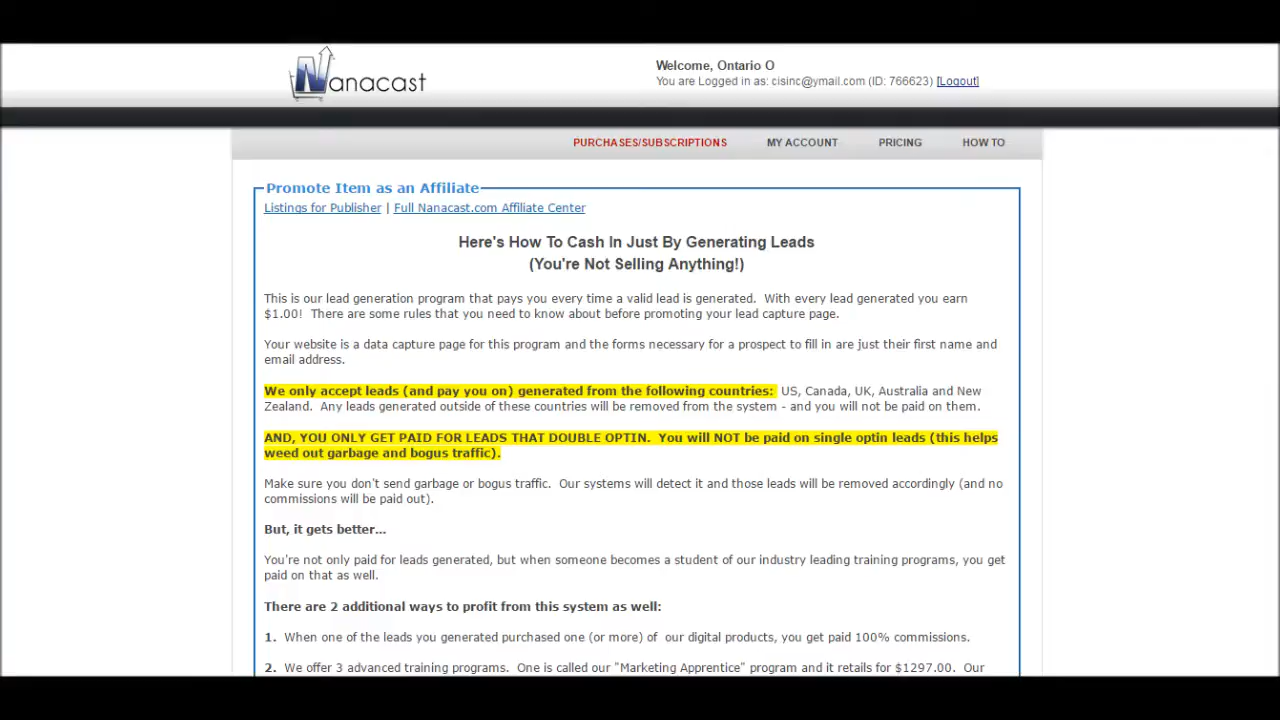 Nanacast
Welcome, Ontario O
You are Logged in as: cisinc@ymail.com (ID: 766623) [Logout]
PURCHASES/SUBSCRIPTIONS MY ACCOUNT PRICING HOW TO
Promote Item as an Affiliate
Listings for Publisher | Full Nanacast.com Affiliate Center
Here's How To Cash In Just By Generating Leads
(You're Not Selling Anything!)
This is our lead generation program that pays you every time a valid lead is generated. With every lead generated you earn
$1.00! There are some rules that you need to know about before promoting your lead capture page.
Your website is a data capture page for this program and the forms necessary for a prospect to fill in are just their first name and
email address.
We only accept leads (and pay you on) generated from the following countries: US, Canada, UK, Australia and New
Zealand. Any leads generated outside of these countries will be removed from the system - and you will not be paid on them.
AND, YOU ONLY GET PAID FOR LEADS THAT DOUBLE OPTIN. You will NOT be paid on single optin leads (this helps
weed out garbage and bogus traffic).
Make sure you don't send garbage or bogus traffic. Our systems will detect it and those leads will be removed accordingly (and no
commissions will be paid out).
But, it gets better...
You're not only paid for leads generated, but when someone becomes a student of our industry leading training programs, you get
paid on that as well.
There are 2 additional ways to profit from this system as well:
1. When one of the leads you generated purchased one (or more) of our digital products, you get paid 100% commissions.
2. We offer 3 advanced training programs. One is called our "Marketing Apprentice" program and it retails for $1297.00. Our